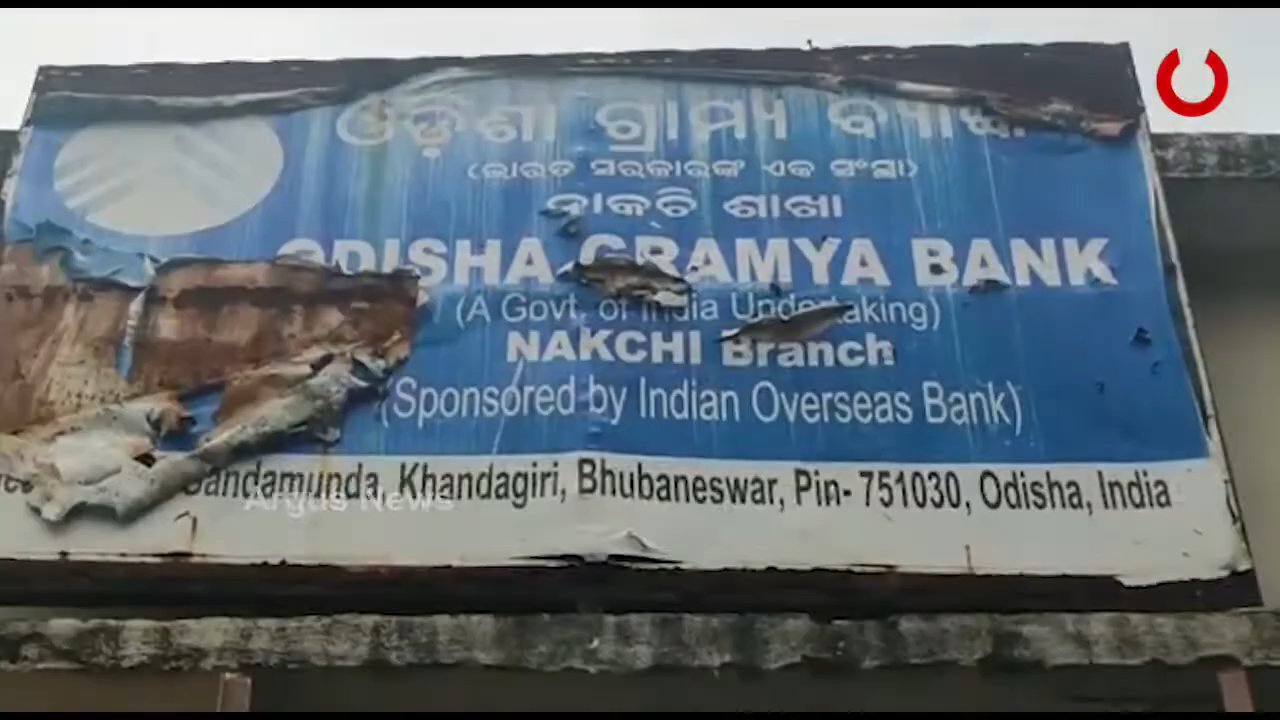 ଓଡ଼ିଶା ଗ୍ରାମ୍ୟ ବ୍ୟାଙ୍କ
(ଭାରତ ସରକାରଙ୍କ ଏକ ସଂସ୍ଥା)
ନାକଚି ଶାଖା
ODISHA GRAMYA BANK
(A Govt. of India Undertaking)
NAKCHI Branch
(Sponsored by Indian Overseas Bank)
Gandamunda, Khandagiri, Bhubaneswar, Pin- 751030, Odisha, India
Argus News